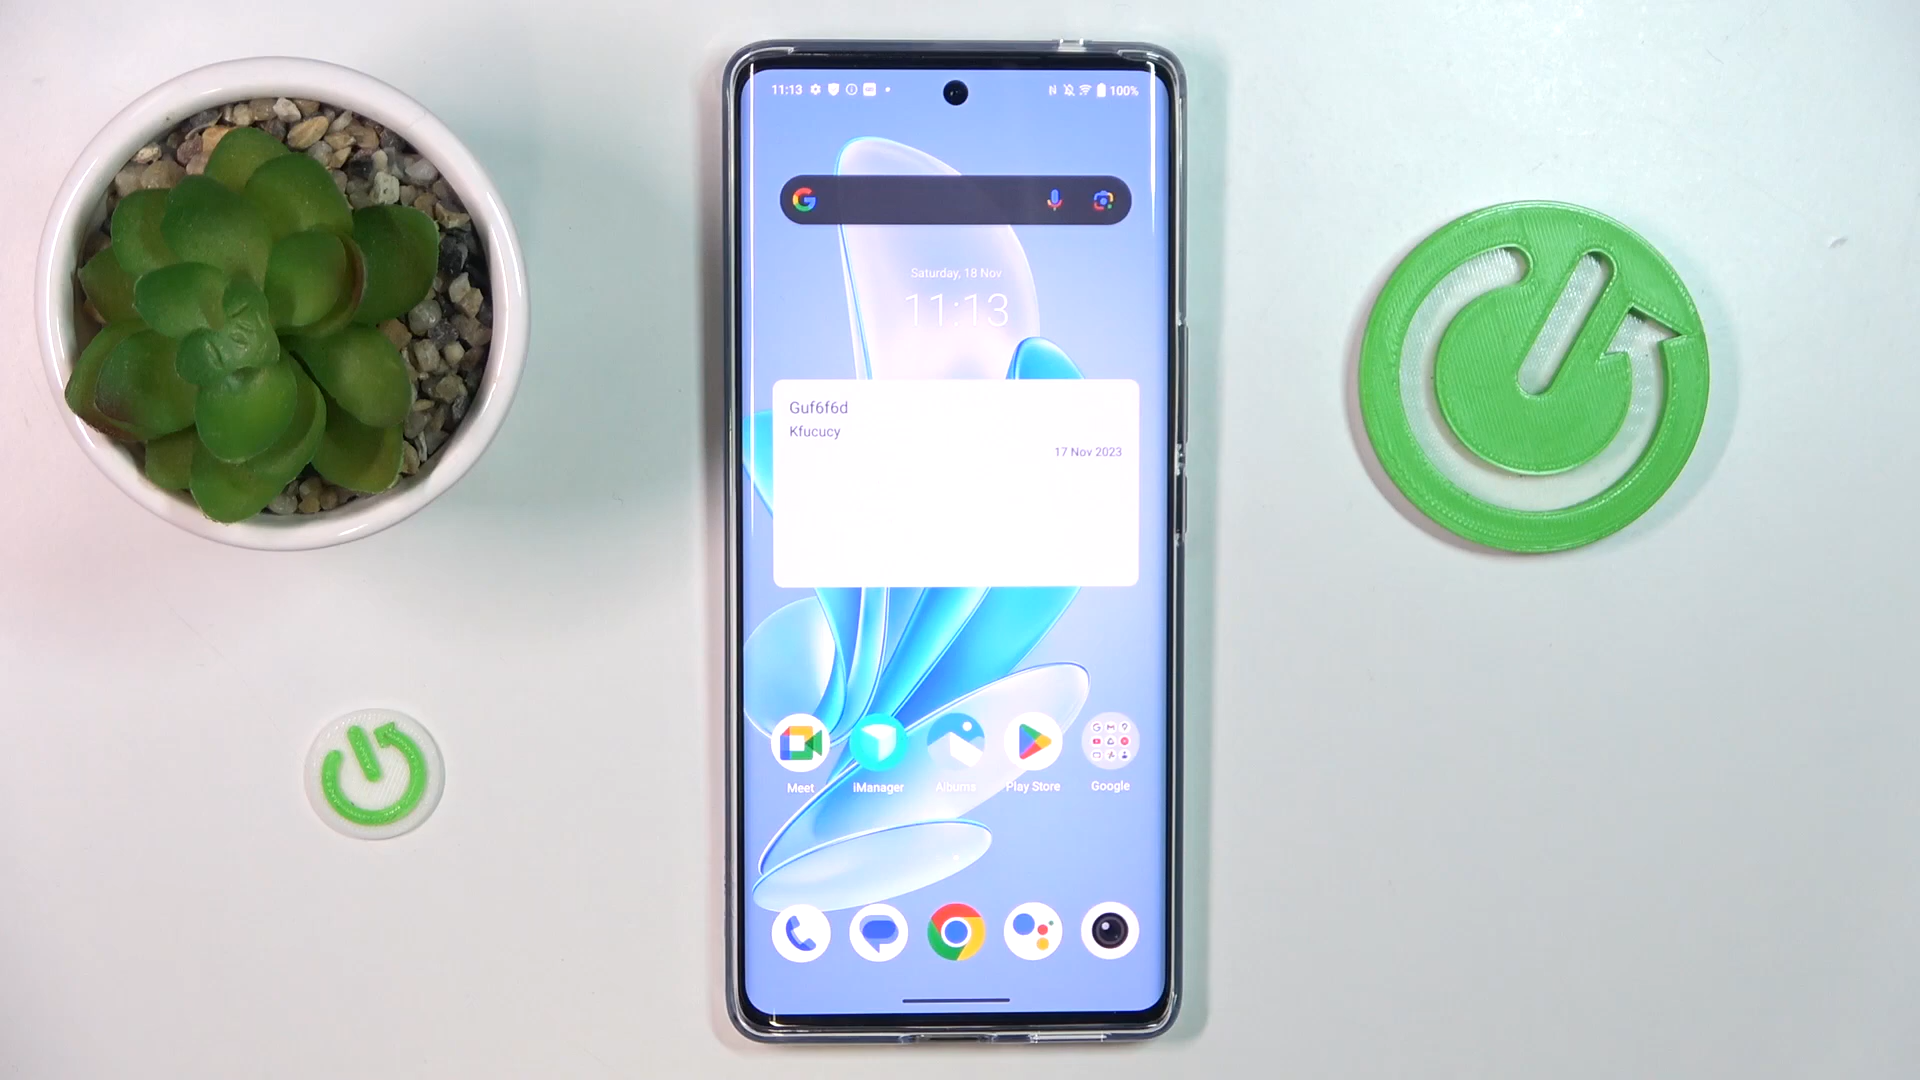 11:13
100%
Saturday, 18 Nov
11:13
Guf6f6d
Kfucucy
17 Nov 2023
Meet
iManager
Albums
Play Store
Google